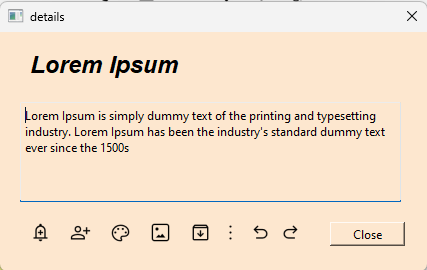 details
Lorem Ipsum
Lorem Ipsum is simply dummy text of the printing and typesetting
industry. Lorem Ipsum has been the industry's standard dummy text
ever since the 1500s
Close